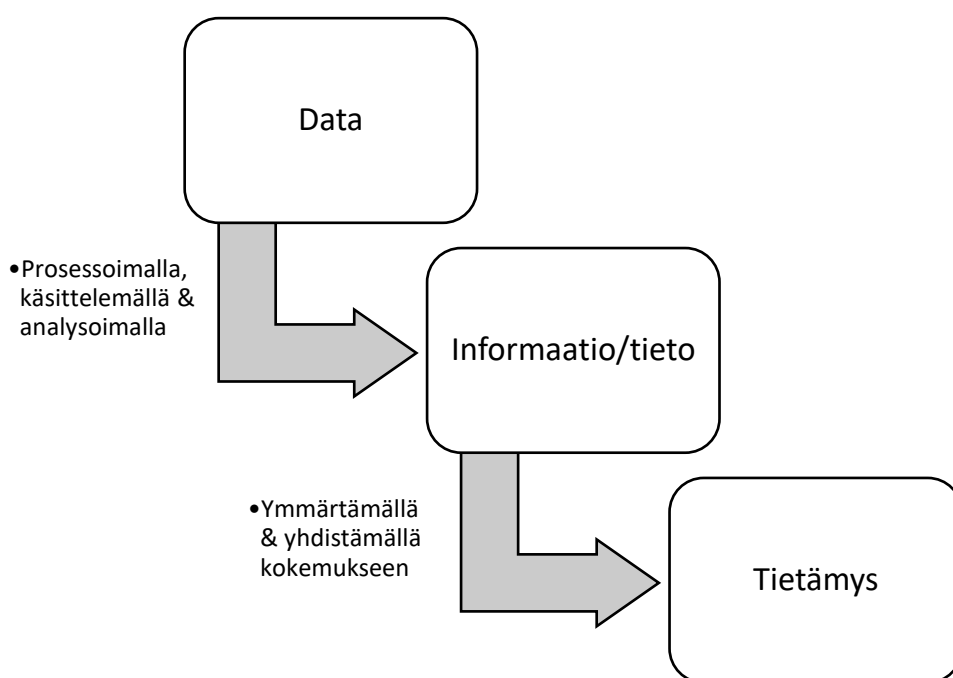 Data
•Prosessoimalla,
käsittelemällä &
analysoimalla
Informaatio/tieto
•Ymmärtämällä
& yhdistämällä
kokemukseen
Tietämys